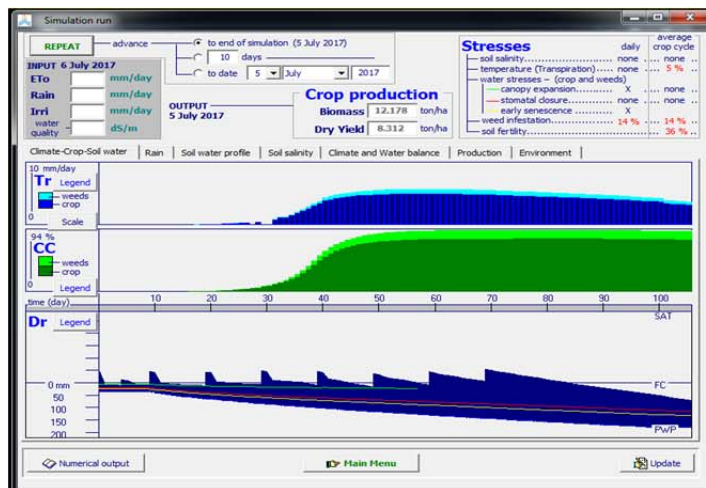 Simulation run
REPEAT
advance
to end of simulation (5 July 2017)
10 days
to date 5 July 2017
INPUT 6 July 2017
ETo mm/day
Rain mm/day
Irri mm/day
water quality dS/m
OUTPUT
5 July 2017
Crop production
Biomass 12.178 ton/ha
Dry Yield 8.312 ton/ha
Stresses daily average crop cycle
soil salinity none none
temperature (Transpiration) none 5 %
water stresses - (crop and weeds)
canopy expansion X none
stomatal closure none none
early senescence X
weed infestation 14 % 14 %
soil fertility 36 %
Climate-Crop-Soil water Rain Soil water profile Soil salinity Climate and Water balance Production Environment
10 mm/day
Tr Legend
weeds
crop
0
Scale
94 %
CC
weeds
crop
0 Legend
time (day) 10 20 30 40 50 60 70 80 90 100
Dr Legend
SAT
0 mm
FC
50
100
150
200
PWP
Numerical output
Main Menu
Update